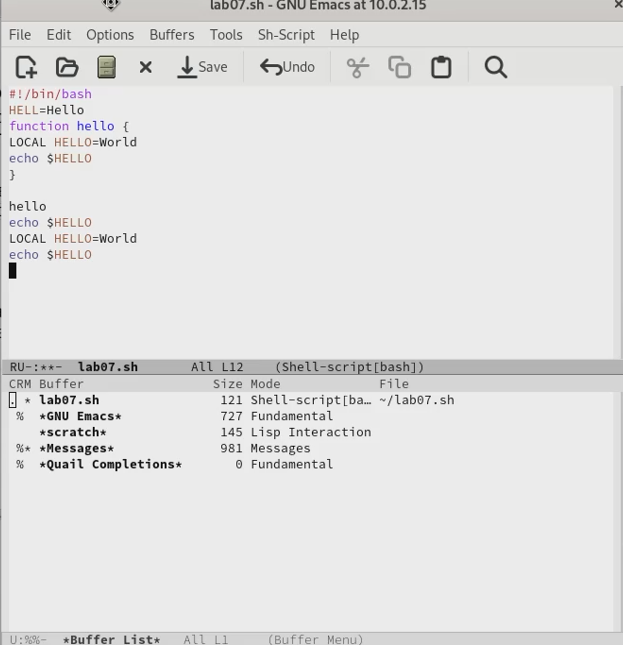 lab07.sh - GNU Emacs at 10.0.2.15
File Edit Options Buffers Tools Sh-Script Help
Save Undo
#!/bin/bash
HELL=Hello
function hello {
LOCAL HELLO=World
echo $HELLO
}
hello
echo $HELLO
LOCAL HELLO=World
echo $HELLO
RU-:**- lab07.sh All L12 (Shell-script[bash])
CRM Buffer Size Mode File
. * lab07.sh 121 Shell-script[ba… ~/lab07.sh
% *GNU Emacs* 727 Fundamental
*scratch* 145 Lisp Interaction
%* *Messages* 981 Messages
% *Quail Completions* 0 Fundamental
U:%%- *Buffer List* All L1 (Buffer Menu)